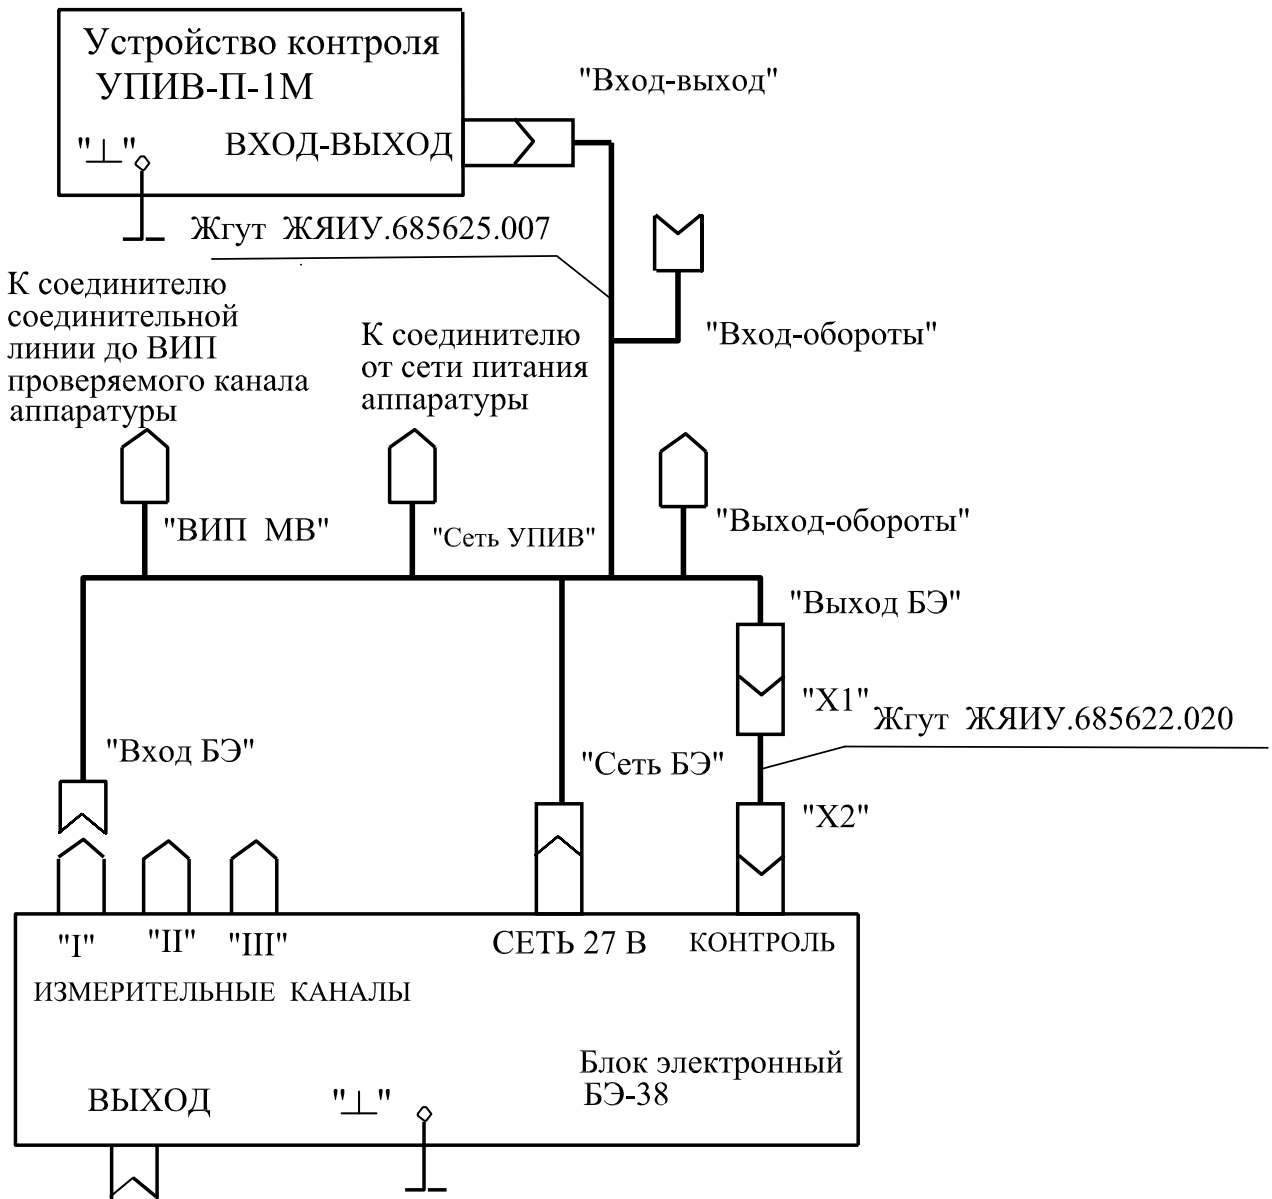 Устройство контроля
УПИВ-П-1М
"Вход-выход"
"⊥"
ВХОД-ВЫХОД
Жгут ЖЯИУ.685625.007
К соединителю
соединительной
линии до ВИП
проверяемого канала
аппаратуры
К соединителю
от сети питания
аппаратуры
"Вход-обороты"
"ВИП МВ"
"Сеть УПИВ"
"Выход-обороты"
"Выход БЭ"
"Х1"
Жгут ЖЯИУ.685622.020
"Вход БЭ"
"Сеть БЭ"
"Х2"
"I"
"II"
"III"
СЕТЬ 27 В
КОНТРОЛЬ
ИЗМЕРИТЕЛЬНЫЕ КАНАЛЫ
Блок электронный
БЭ-38
ВЫХОД
"⊥"